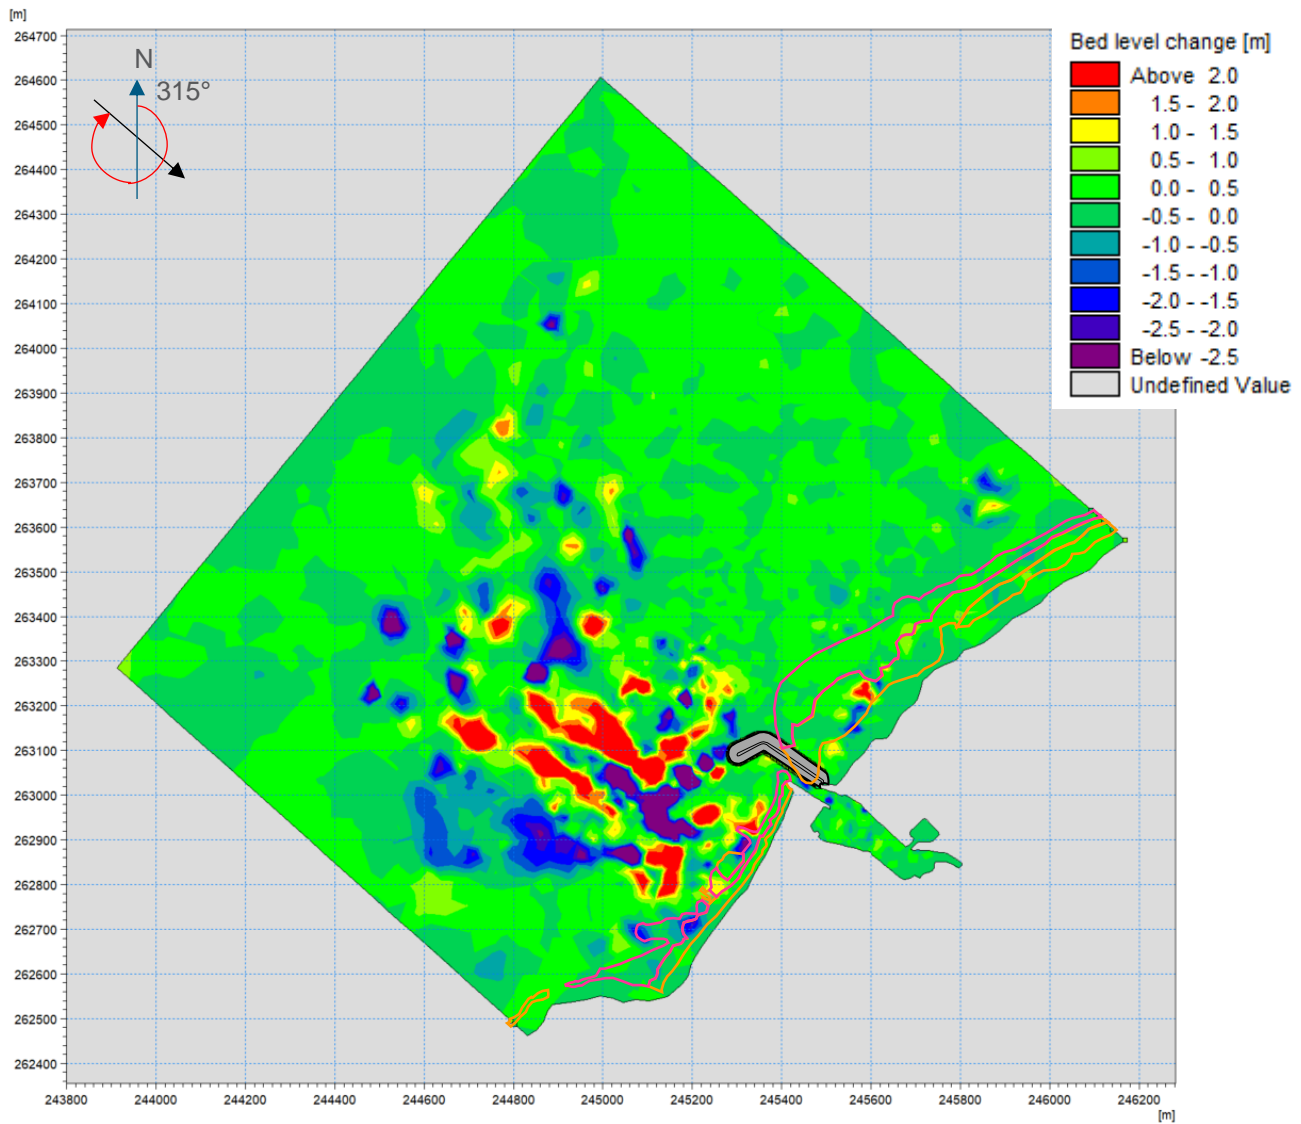 [m]
264700
264600
264500
264400
264300
264200
264100
264000
263900
263800
263700
263600
263500
263400
263300
263200
263100
263000
262900
262800
262700
262600
262500
262400
N
315°
Bed level change [m]
Above 2.0
1.5 - 2.0
1.0 - 1.5
0.5 - 1.0
0.0 - 0.5
-0.5 - 0.0
-1.0 - -0.5
-1.5 - -1.0
-2.0 - -1.5
-2.5 - -2.0
Below -2.5
Undefined Value
243800 244000 244200 244400 244600 244800 245000 245200 245400 245600 245800 246000 246200
[m]